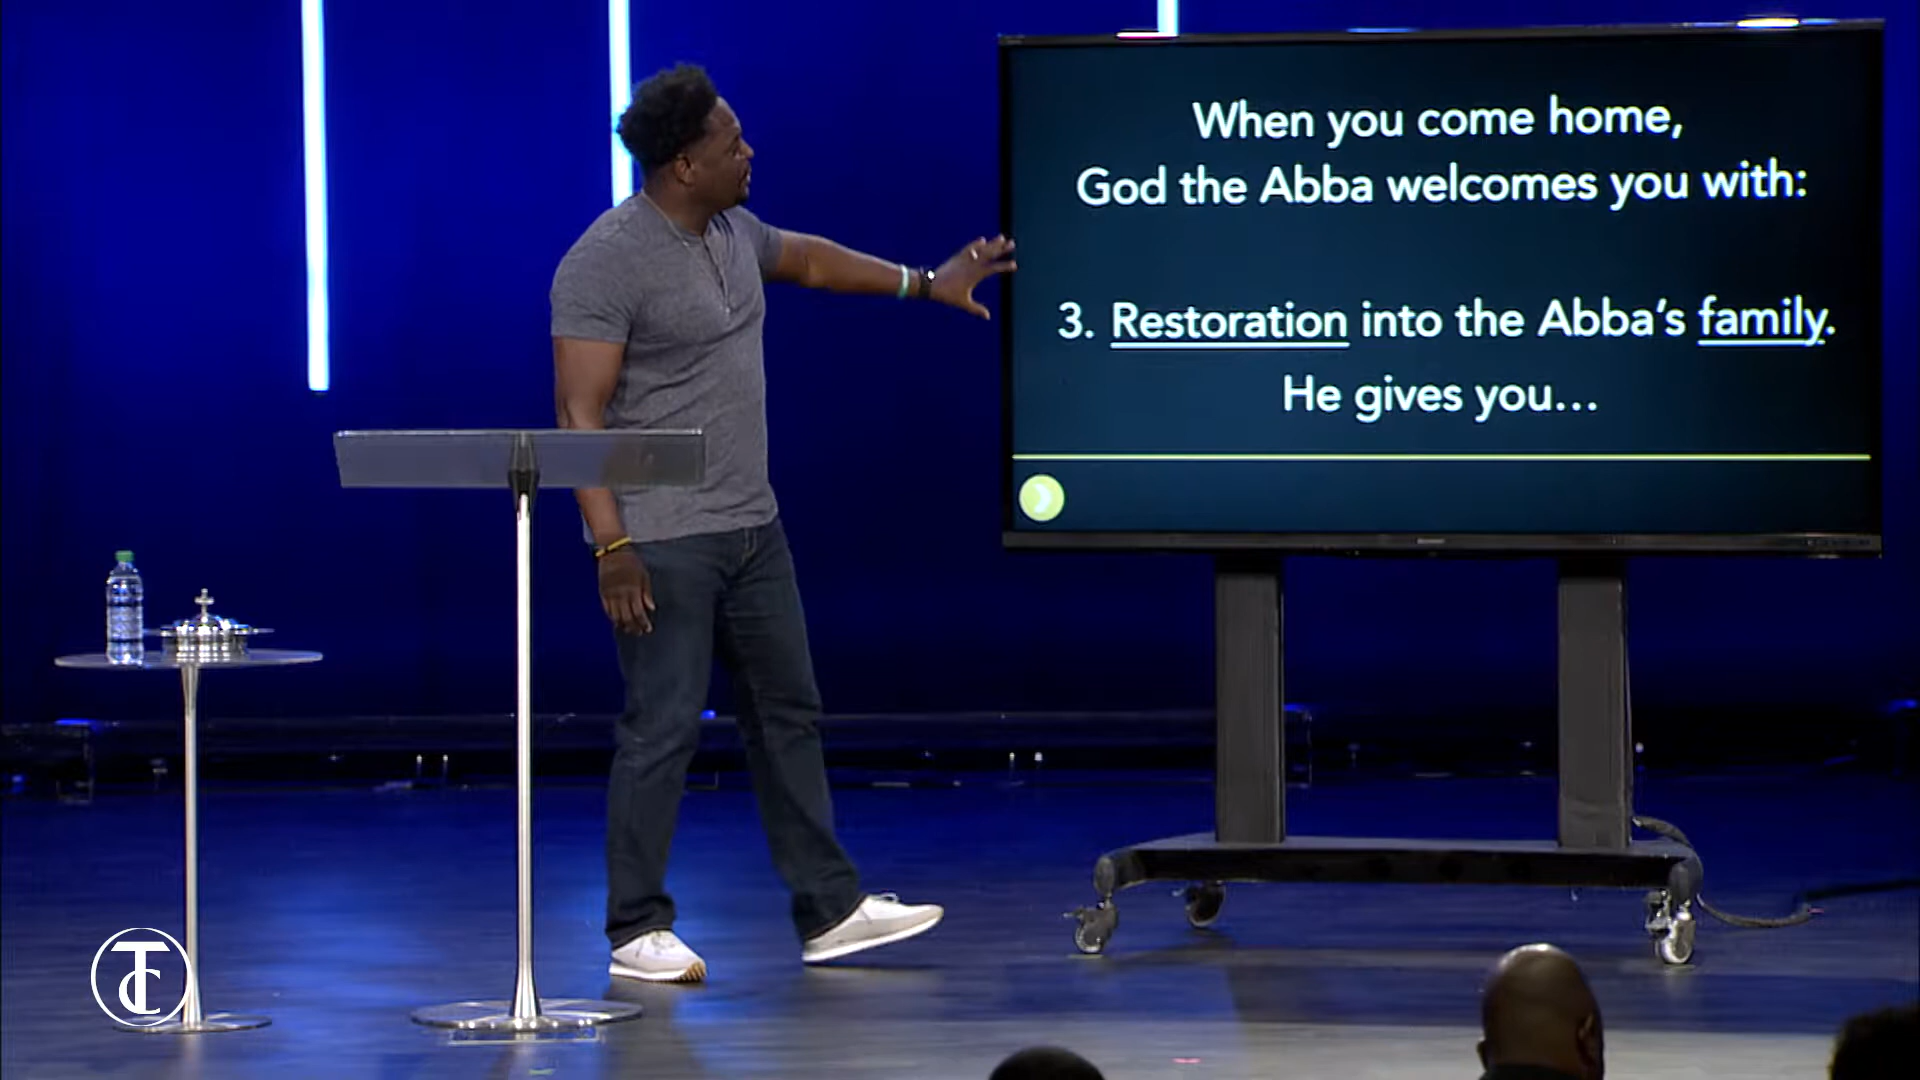 When you come home,
God the Abba welcomes you with:
3. Restoration into the Abba's family.
He gives you...
TC